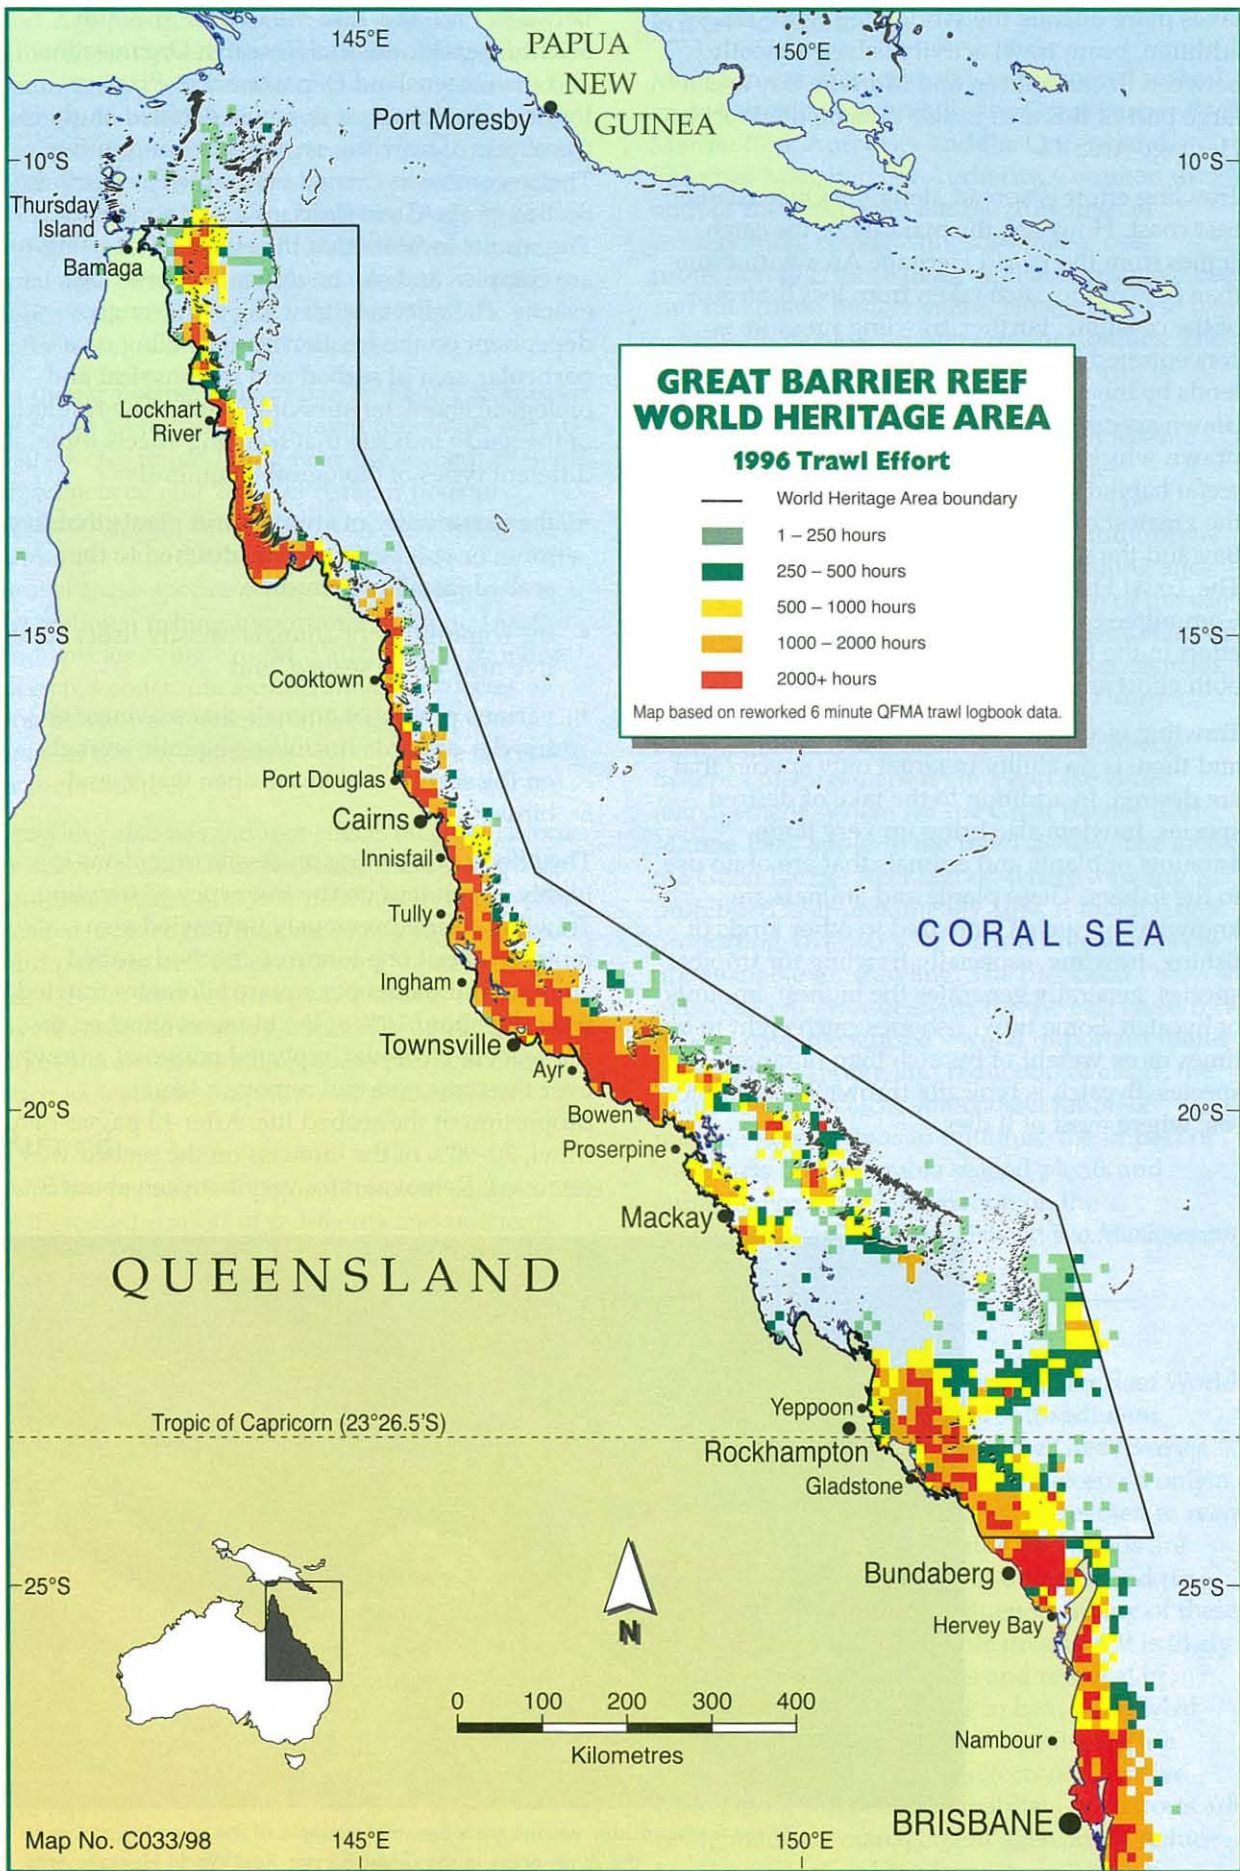 145°E
PAPUA
NEW
GUINEA
150°E
Port Moresby
10°S
10°S
Thursday
Island
Bamaga
GREAT BARRIER REEF
WORLD HERITAGE AREA
1996 Trawl Effort
World Heritage Area boundary
1 – 250 hours
250 – 500 hours
500 – 1000 hours
1000 – 2000 hours
2000+ hours
Map based on reworked 6 minute QFMA trawl logbook data.
Lockhart
River
15°S
15°S
Cooktown
Port Douglas
Cairns
Innisfail
Tully
CORAL SEA
Ingham
Townsville
Ayr
20°S
20°S
Bowen
Proserpine
Mackay
QUEENSLAND
Yeppoon
Tropic of Capricorn (23°26.5'S)
Rockhampton
Gladstone
Bundaberg
25°S
25°S
Hervey Bay
N
0 100 200 300 400
Kilometres
Nambour
BRISBANE
Map No. C033/98
145°E
150°E